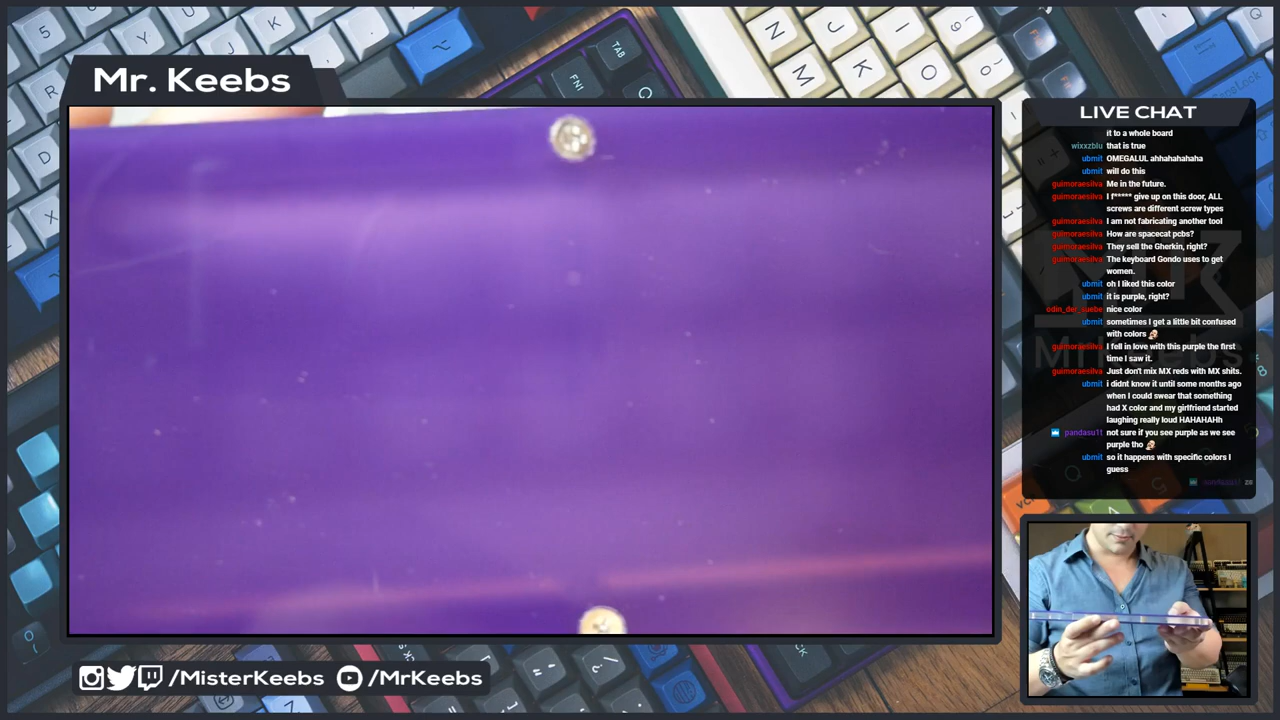 Mr. Keebs
LIVE CHAT
it to a whole board
wixxzblu that is true
ubmit OMEGALUL ahhahahahaha
ubmit will do this
guimoraesilva Me in the future.
guimoraesilva I f***** give up on this door, ALL
screws are different screw types
guimoraesilva I am not fabricating another tool
guimoraesilva How are spacecat pcbs?
guimoraesilva They sell the Gherkin, right?
guimoraesilva The keyboard Gondo uses to get
women.
ubmit oh I liked this color
ubmit it is purple, right?
odin_der_suebe nice color
ubmit sometimes I get a little bit confused
with colors
guimoraesilva I fell in love with this purple the first
time I saw it.
guimoraesilva Just don't mix MX reds with MX shits.
ubmit i didnt know it until some months ago
when I could swear that something
had X color and my girlfriend started
laughing really loud HAHAHAHh
pandasu1t not sure if you see purple as we see
purple tho
ubmit so it happens with specific colors I
guess
/MisterKeebs /MrKeebs
TAB
FN1
5
Y
U
J
K
R
D
X
N
J
I
M
K
O